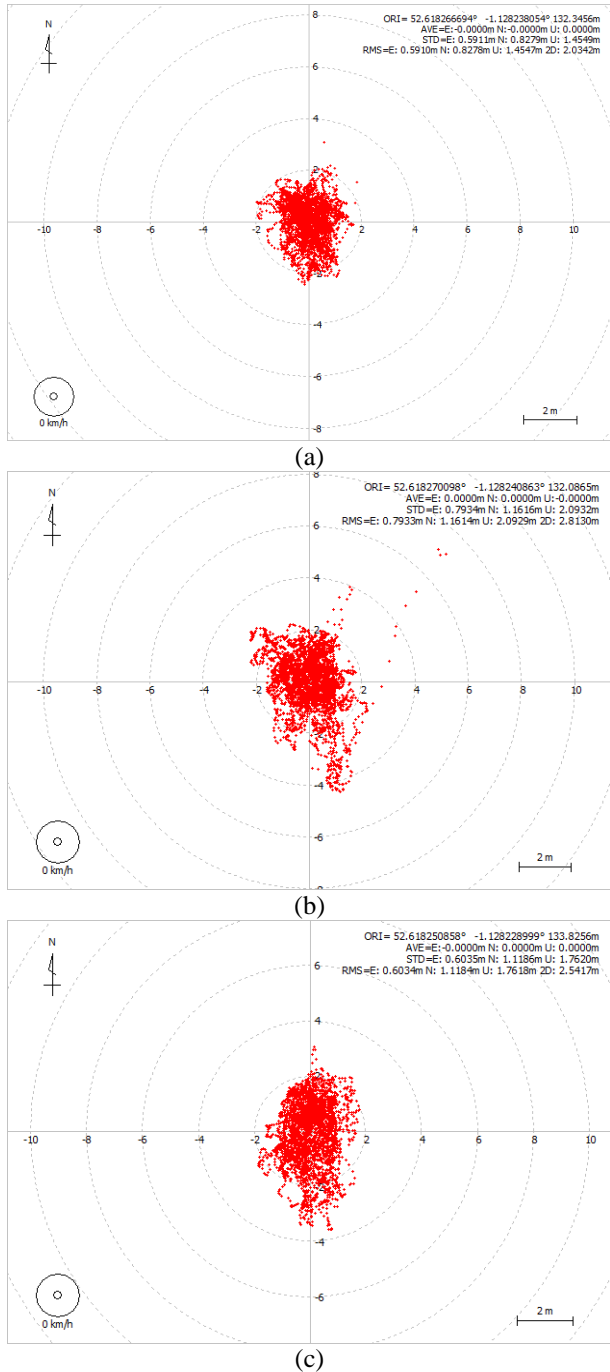 8
ORI= 52.618266694° -1.128238054° 132.3456m
AVE=E:-0.0000m N:-0.0000m U: 0.0000m
STD=E: 0.5911m N: 0.8279m U: 1.4549m
RMS=E: 0.5910m N: 0.8278m U: 1.4547m 2D: 2.0342m
N
6
4
2
-10 -8 -6 -4 -2 2 4 6 8 10
-2
-4
-6
-8
0 km/h
2 m
(a)
8
ORI= 52.618270098° -1.128240863° 132.0865m
AVE=E: 0.0000m N: 0.0000m U:-0.0000m
STD=E: 0.7934m N: 1.1616m U: 2.0932m
RMS=E: 0.7933m N: 1.1614m U: 2.0929m 2D: 2.8130m
N
6
4
2
-10 -8 -6 -4 -2 2 4 6 8 10
-2
-4
-6
-8
0 km/h
2 m
(b)
ORI= 52.618250858° -1.128228999° 133.8256m
AVE=E:-0.0000m N: 0.0000m U: 0.0000m
STD=E: 0.6035m N: 1.1186m U: 1.7620m
RMS=E: 0.6034m N: 1.1184m U: 1.7618m 2D: 2.5417m
N
6
4
2
-10 -8 -6 -4 -2 2 4 6 8 10
-4
-6
0 km/h
2 m
(c)